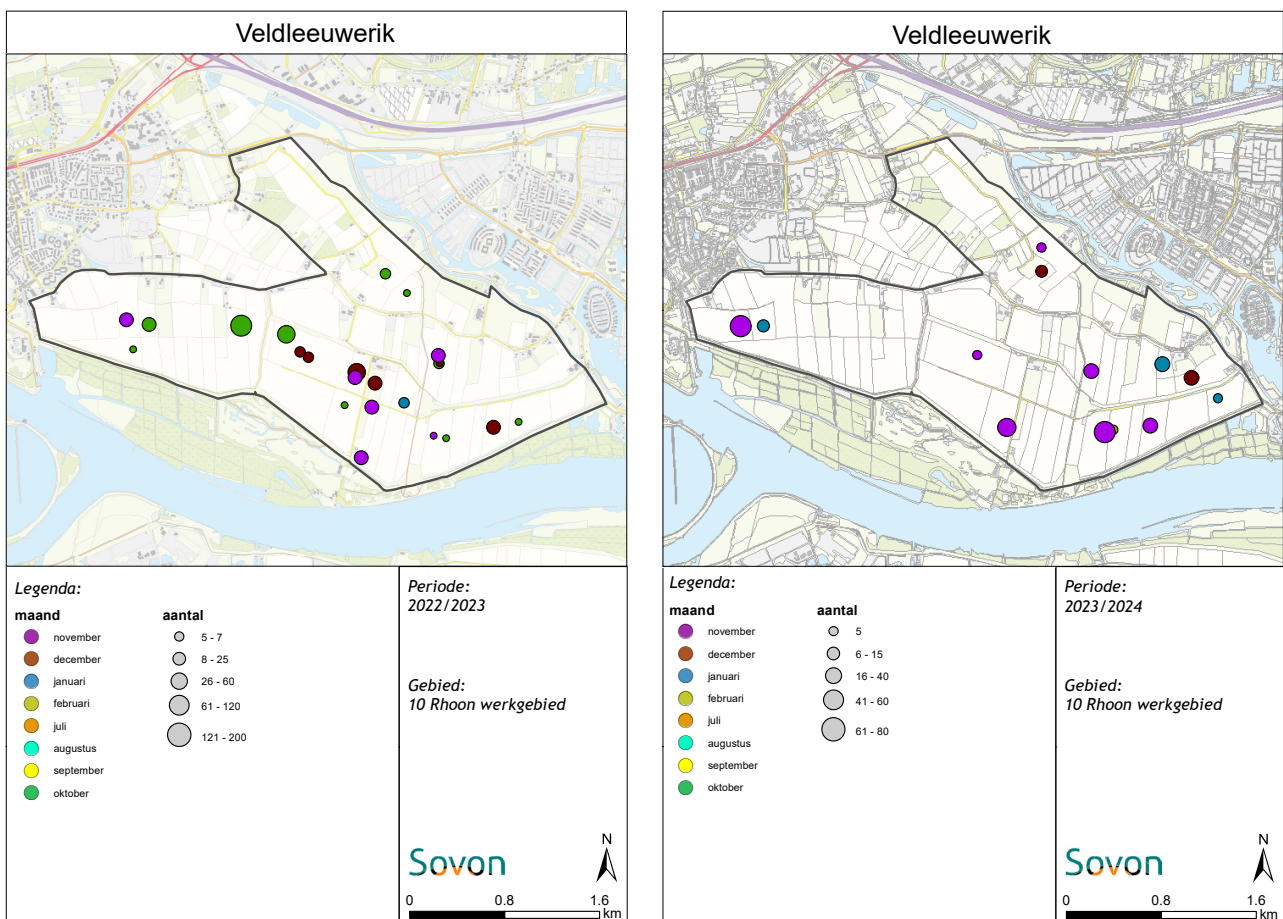 Veldleeuwerik
Legenda:
maand
aantal
november
december
januari
februari
juli
augustus
september
oktober
5 - 7
8 - 25
26 - 60
61 - 120
121 - 200
Periode:
2022/2023
Gebied:
10 Rhoon werkgebied
Sovon
N
0
0.8
1.6
km
Veldleeuwerik
Legenda:
maand
aantal
november
december
januari
februari
juli
augustus
september
oktober
5
6 - 15
16 - 40
41 - 60
61 - 80
Periode:
2023/2024
Gebied:
10 Rhoon werkgebied
Sovon
N
0
0.8
1.6
km